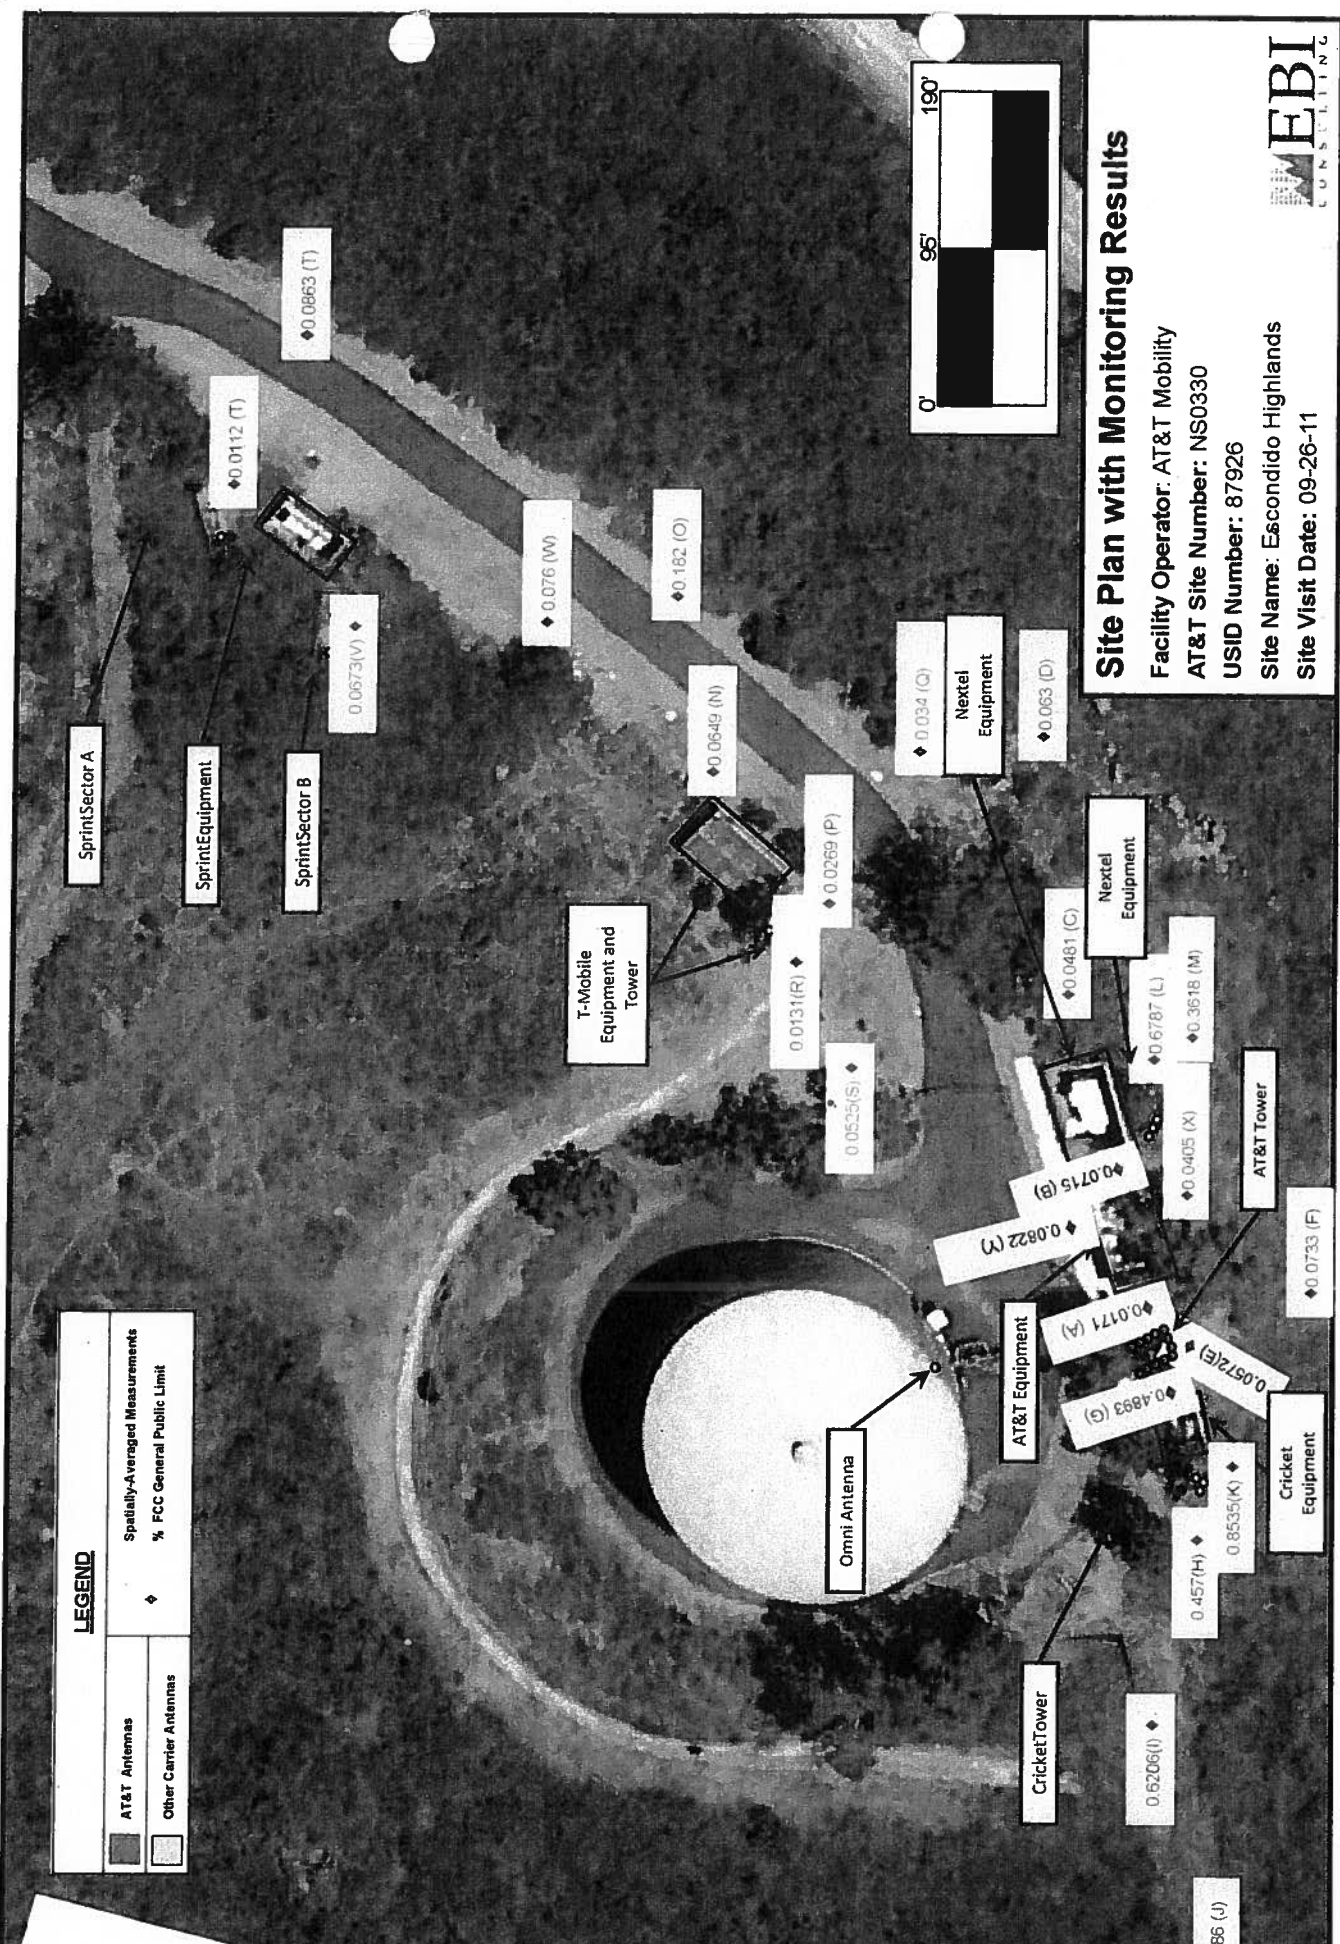 LEGEND
AT&T Antennas
Other Carrier Antennas
Spatially-Averaged Measurements
◆ % FCC General Public Limit
SprintSector A
SprintEquipment
SprintSector B
◆0.0112 (T)
◆0.0863 (T)
0.0673(V) ◆
◆ 0.076 (W)
◆0.182 (O)
◆0.0649 (N)
T-Mobile
Equipment and
Tower
◆ 0.0269 (P)
0.0131(R) ◆
0.0525(S) ◆
◆ 0.034 (Q)
Nextel
Equipment
◆0.063 (D)
◆0.0481 (C)
Nextel
Equipment
◆0.6787 (L)
◆0.3618 (M)
◆0.0715 (B)
◆0.0405 (X)
◆ 0.0822 (Y)
AT&T Tower
◆0.0733 (F)
AT&T Equipment
◆0.0171 (A)
0.0572(E) ◆
◆0.4893 (G)
Omni Antenna
Cricket
Equipment
0.8535(K) ◆
0.457(H) ◆
CricketTower
0.6206(I) ◆
86 (J)
0' 95' 190'
Site Plan with Monitoring Results
Facility Operator: AT&T Mobility
AT&T Site Number: NS0330
USID Number: 87926
Site Name: Escondido Highlands
Site Visit Date: 09-26-11
EBI
CONSULTING